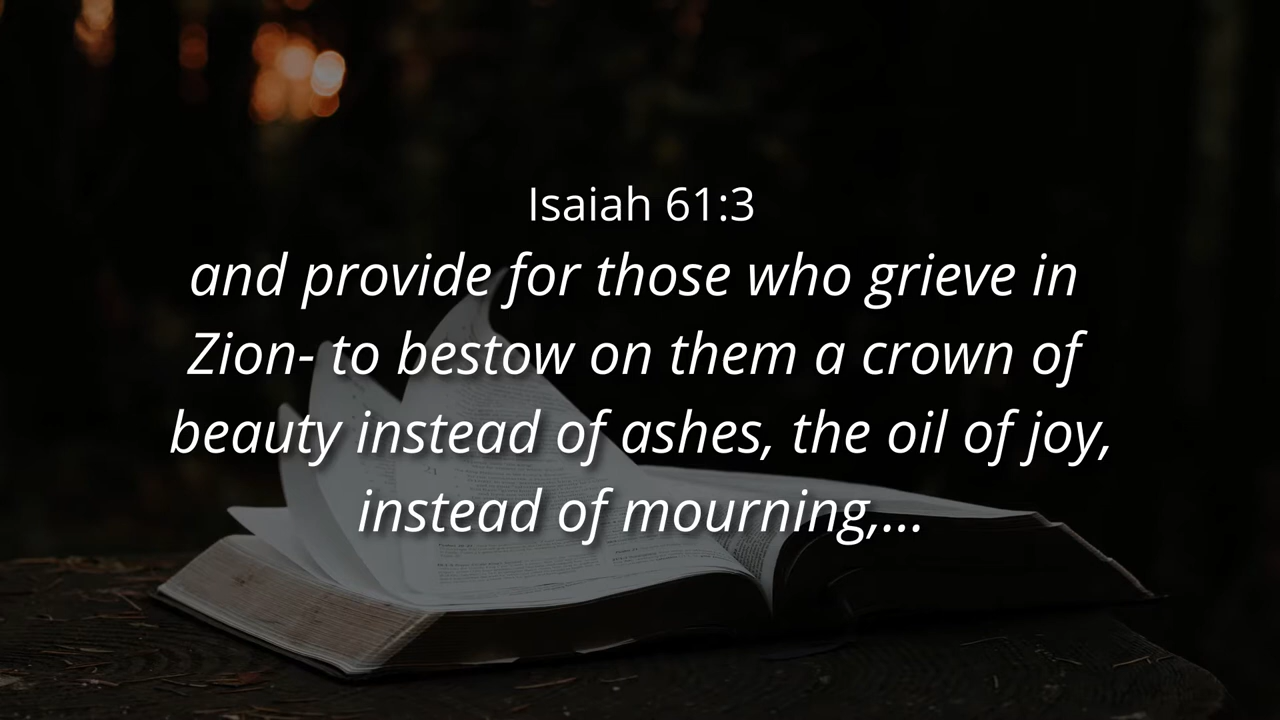 Isaiah 61:3
and provide for those who grieve in
Zion- to bestow on them a crown of
beauty instead of ashes, the oil of joy,
instead of mourning,...